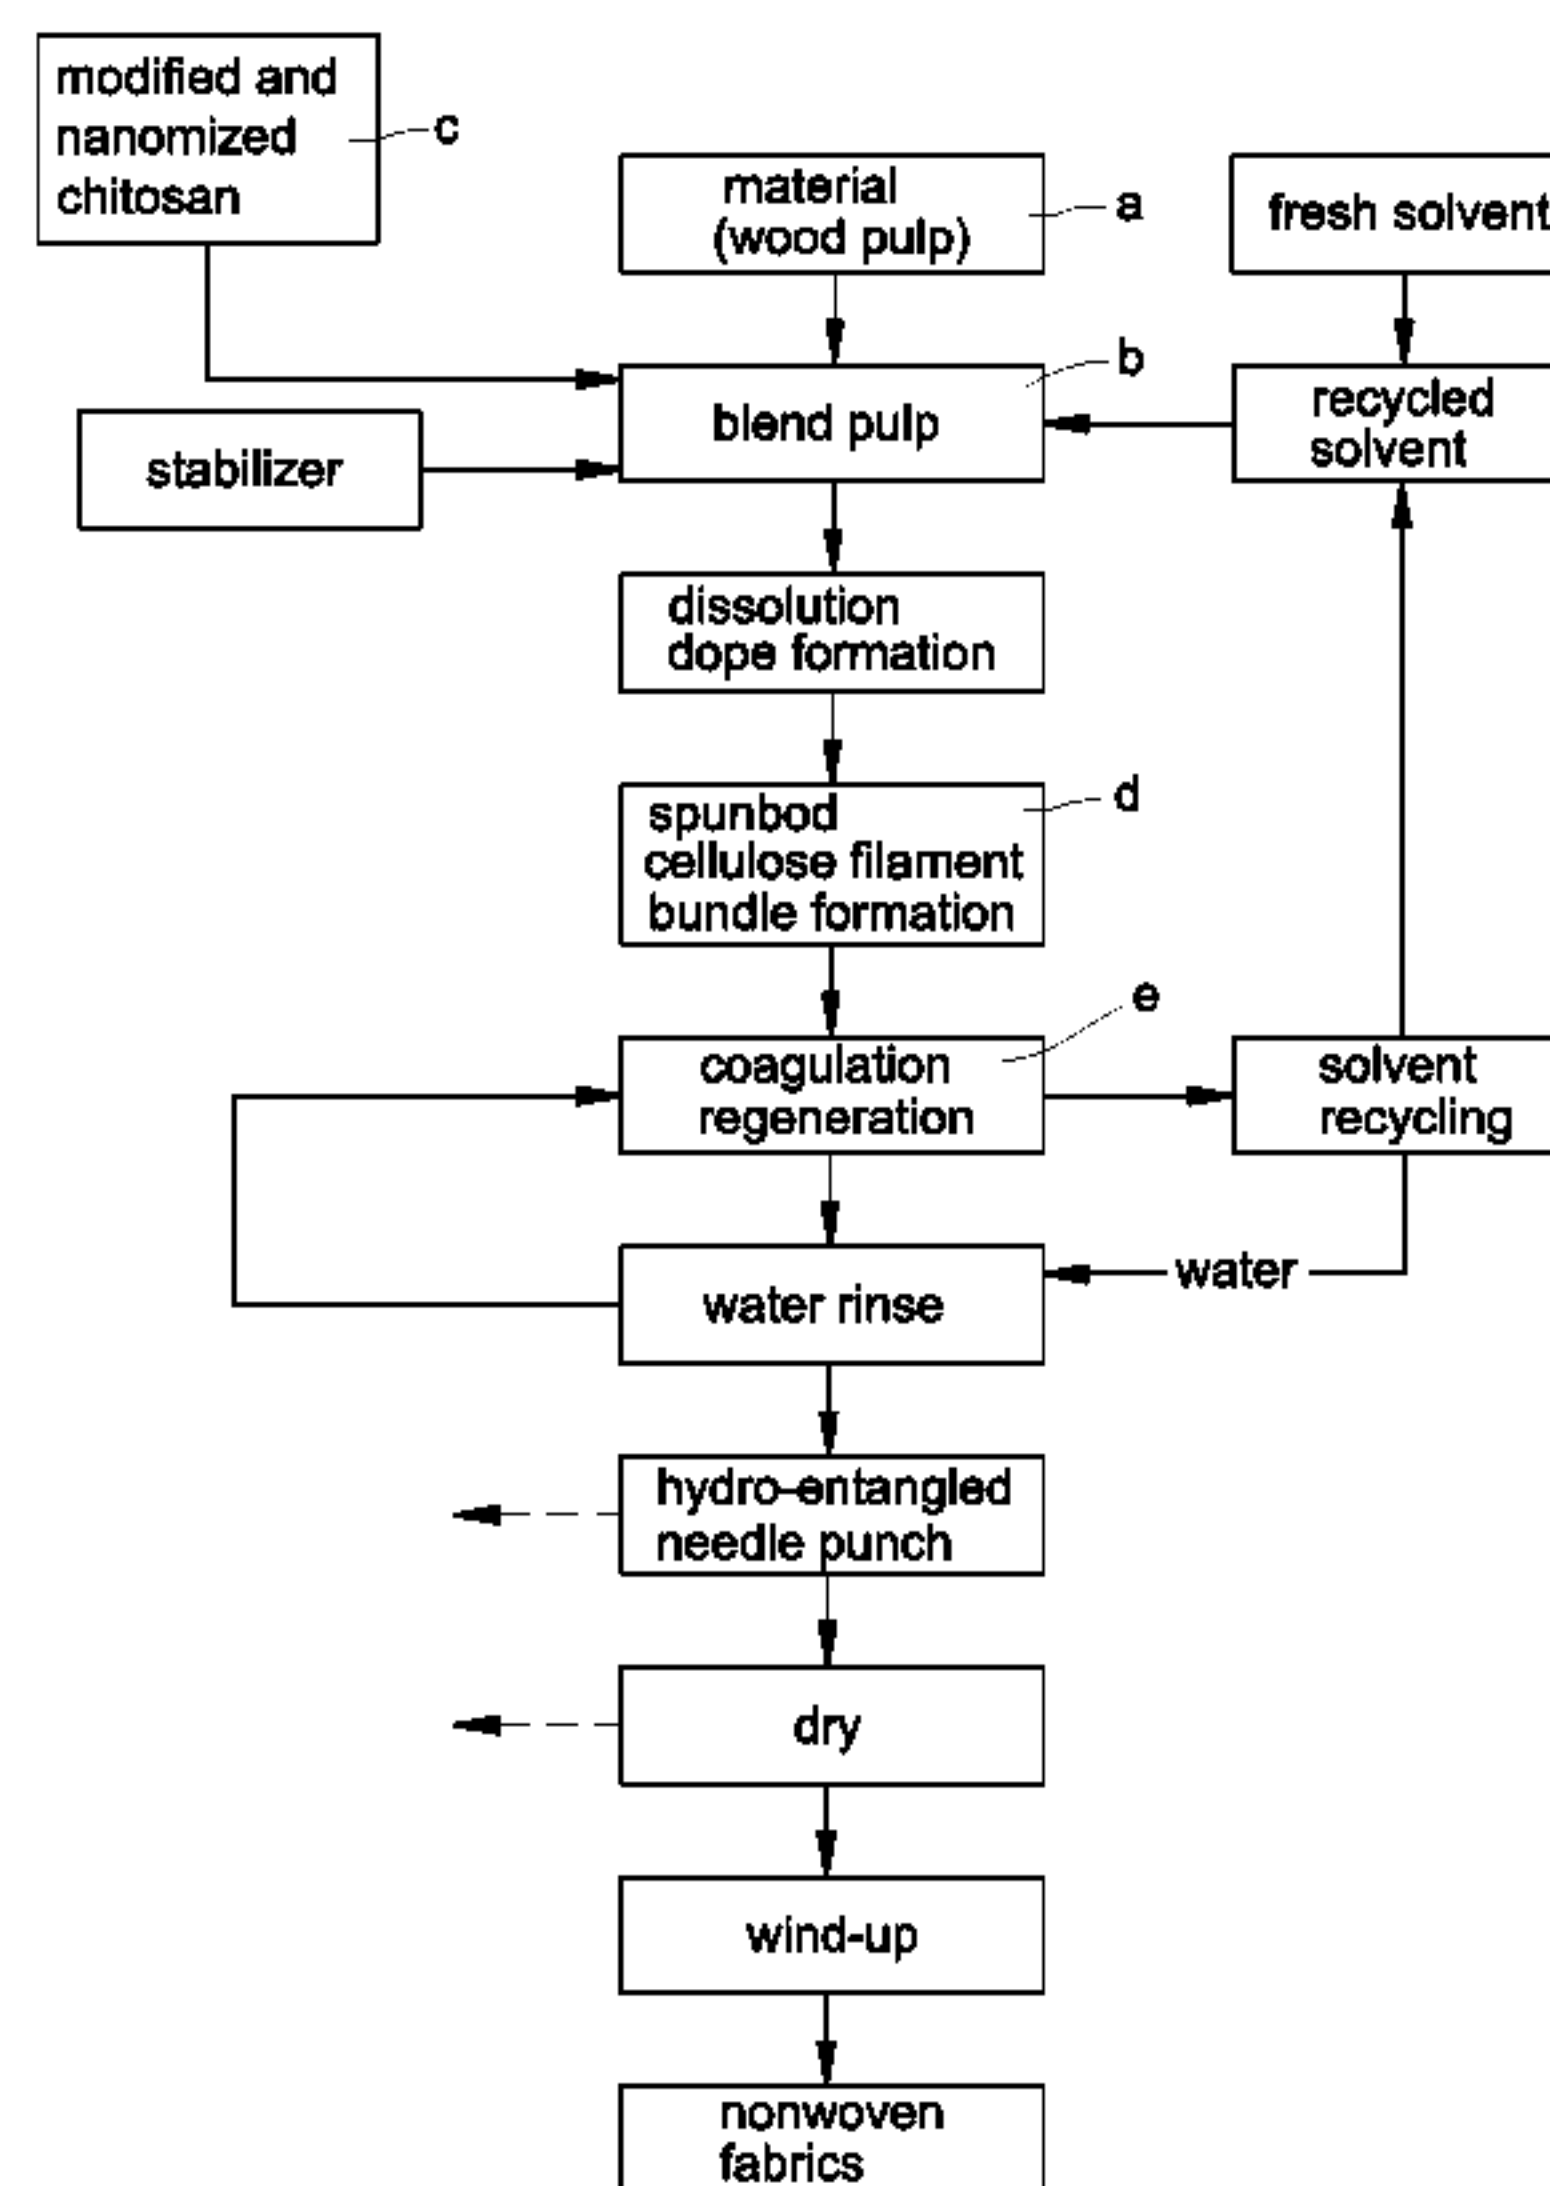 modified and
nanomized
chitosan
c
material
(wood pulp)
a
fresh solvent
b
blend pulp
recycled
solvent
stabilizer
dissolution
dope formation
spunbod
cellulose filament
bundle formation
d
e
coagulation
regeneration
solvent
recycling
water
water rinse
hydro-entangled
needle punch
dry
wind-up
nonwoven
fabrics